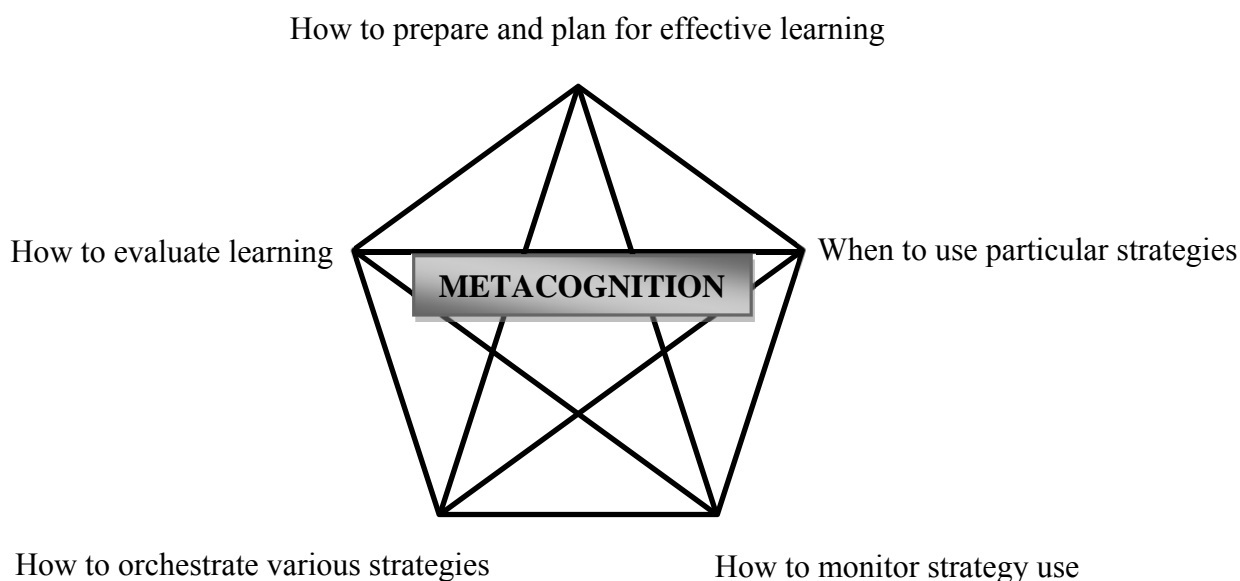 How to prepare and plan for effective learning
How to evaluate learning
When to use particular strategies
METACOGNITION
How to orchestrate various strategies
How to monitor strategy use